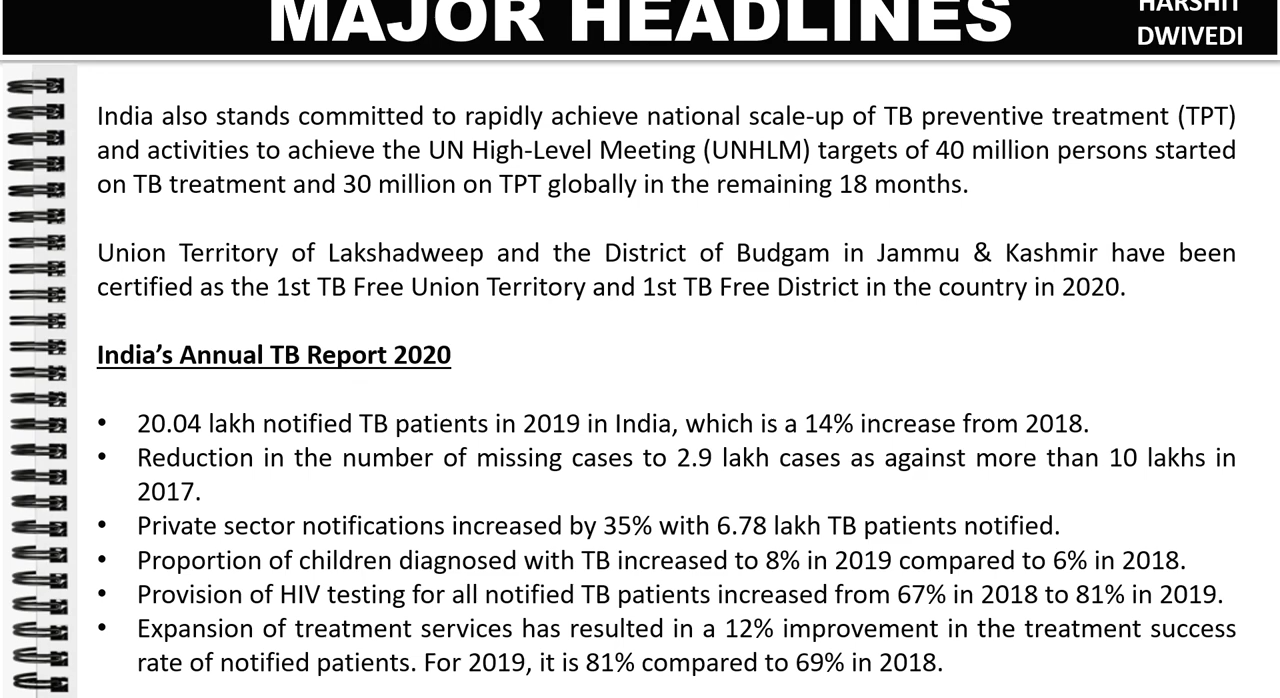 MAJOR HEADLINES
HARSHIT
DWIVEDI
India also stands committed to rapidly achieve national scale-up of TB preventive treatment (TPT)
and activities to achieve the UN High-Level Meeting (UNHLM) targets of 40 million persons started
on TB treatment and 30 million on TPT globally in the remaining 18 months.
Union Territory of Lakshadweep and the District of Budgam in Jammu & Kashmir have been
certified as the 1st TB Free Union Territory and 1st TB Free District in the country in 2020.
India’s Annual TB Report 2020
• 20.04 lakh notified TB patients in 2019 in India, which is a 14% increase from 2018.
• Reduction in the number of missing cases to 2.9 lakh cases as against more than 10 lakhs in
2017.
• Private sector notifications increased by 35% with 6.78 lakh TB patients notified.
• Proportion of children diagnosed with TB increased to 8% in 2019 compared to 6% in 2018.
• Provision of HIV testing for all notified TB patients increased from 67% in 2018 to 81% in 2019.
• Expansion of treatment services has resulted in a 12% improvement in the treatment success
rate of notified patients. For 2019, it is 81% compared to 69% in 2018.